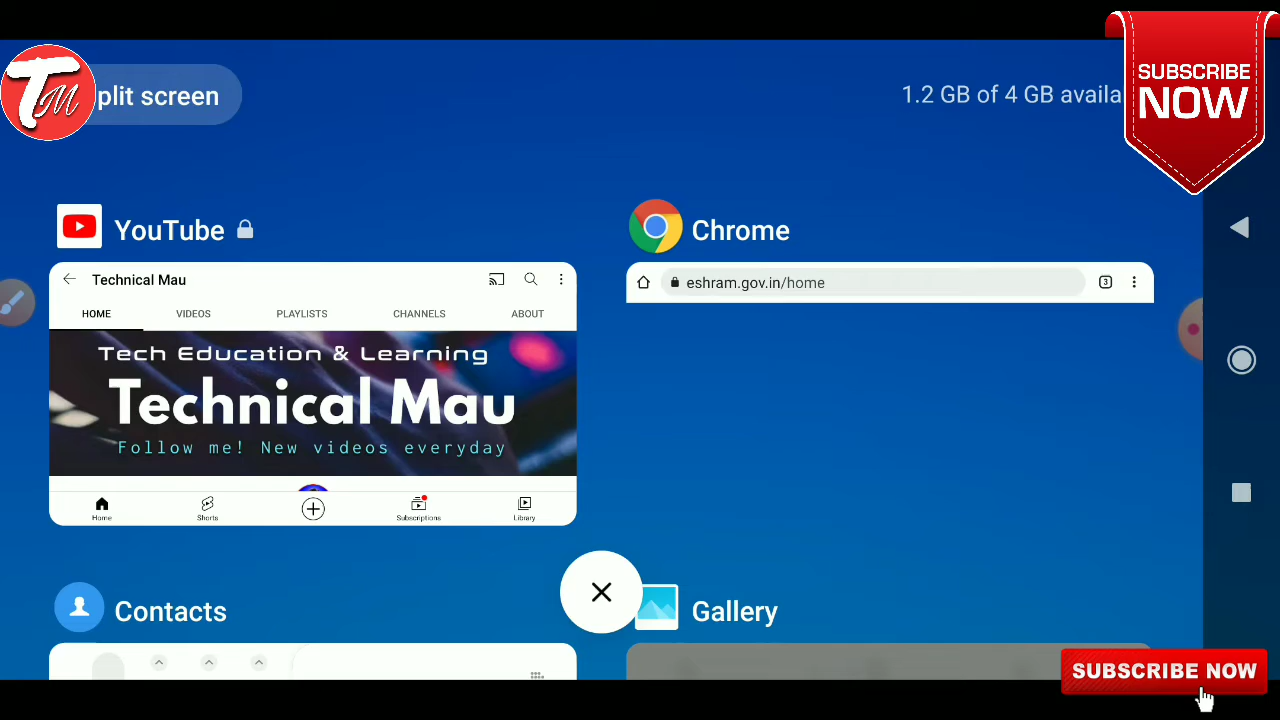 TM
plit screen
1.2 GB of 4 GB availa
SUBSCRIBE
NOW
YouTube
Chrome
Technical Mau
eshram.gov.in/home
3
HOME
VIDEOS
PLAYLISTS
CHANNELS
ABOUT
Tech Education & Learning
Technical Mau
Follow me! New videos everyday
Home
Shorts
Subscriptions
Library
Contacts
Gallery
SUBSCRIBE NOW